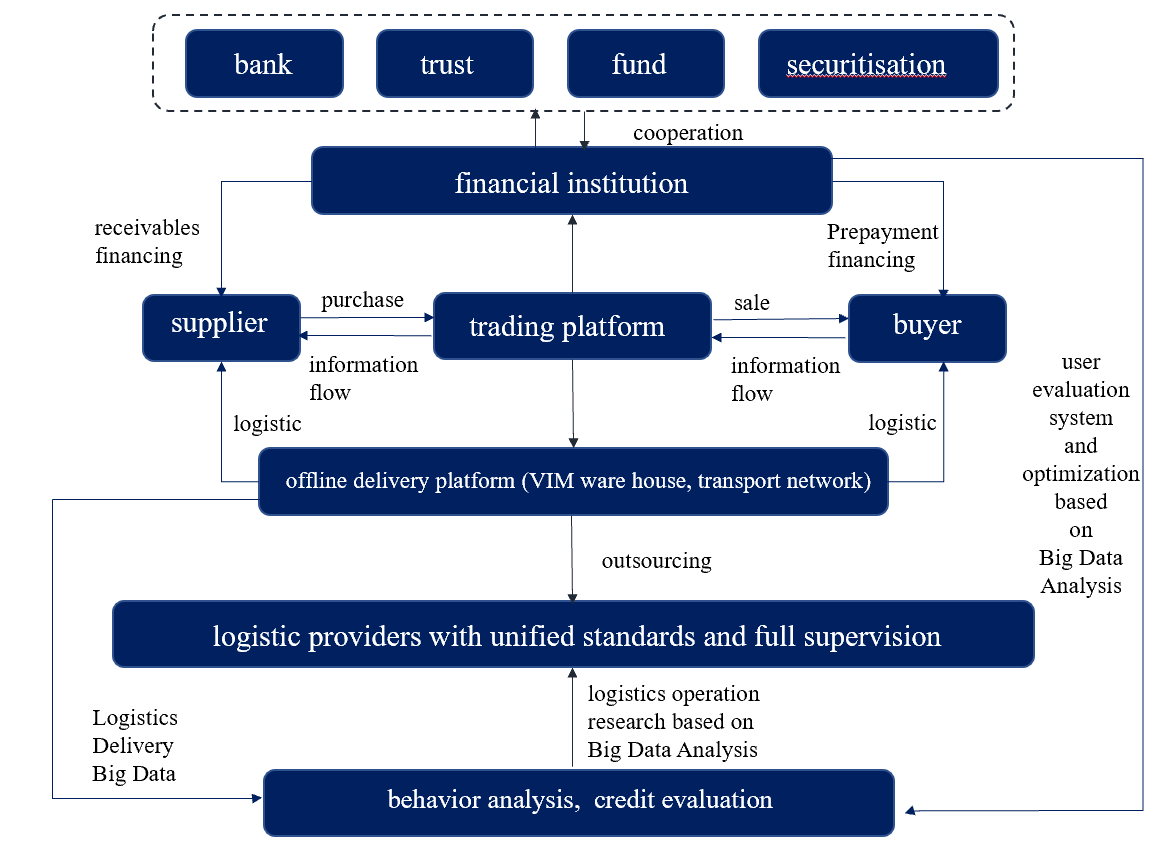 bank
trust
fund
securitisation
cooperation
financial institution
receivables
financing
Prepayment
financing
supplier
purchase
trading platform
sale
buyer
information
flow
information
flow
logistic
logistic
user
evaluation
system
and
optimization
based
on
Big Data
Analysis
offline delivery platform (VIM ware house, transport network)
outsourcing
logistic providers with unified standards and full supervision
logistics operation
research based on
Big Data Analysis
Logistics
Delivery
Big Data
behavior analysis, credit evaluation